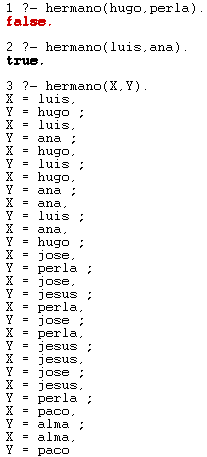 1 ?- hermano(hugo,perla).
false.
2 ?- hermano(luis,ana).
true.
3 ?- hermano(X,Y).
X = luis,
Y = hugo ;
X = luis,
Y = ana ;
X = hugo,
Y = luis ;
X = hugo,
Y = ana ;
X = ana,
Y = luis ;
X = ana,
Y = hugo ;
X = jose,
Y = perla ;
X = jose,
Y = jesus ;
X = perla,
Y = jose ;
X = perla,
Y = jesus ;
X = jesus,
Y = jose ;
X = jesus,
Y = perla ;
X = paco,
Y = alma ;
X = alma,
Y = paco